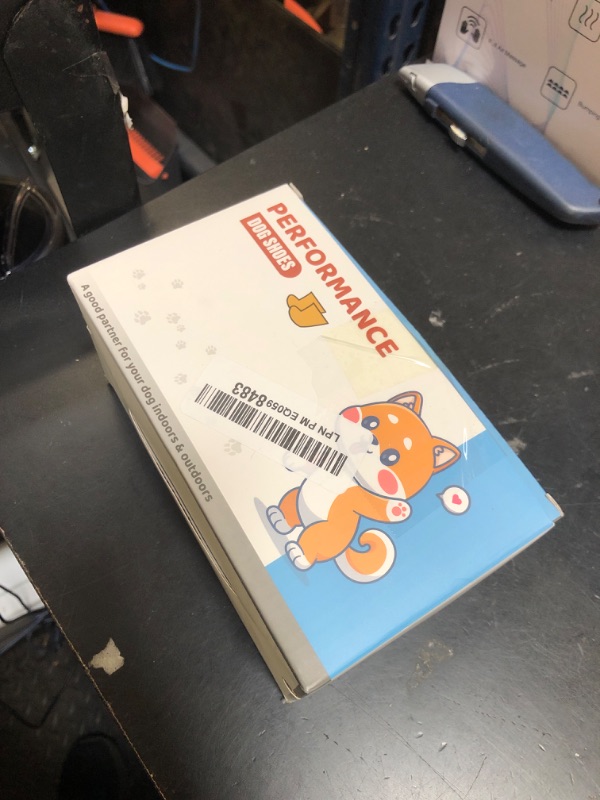 PERFORMANCE
DOG SHOES
A good partner for your dog indoors & outdoors
LPN PM EQ0598483